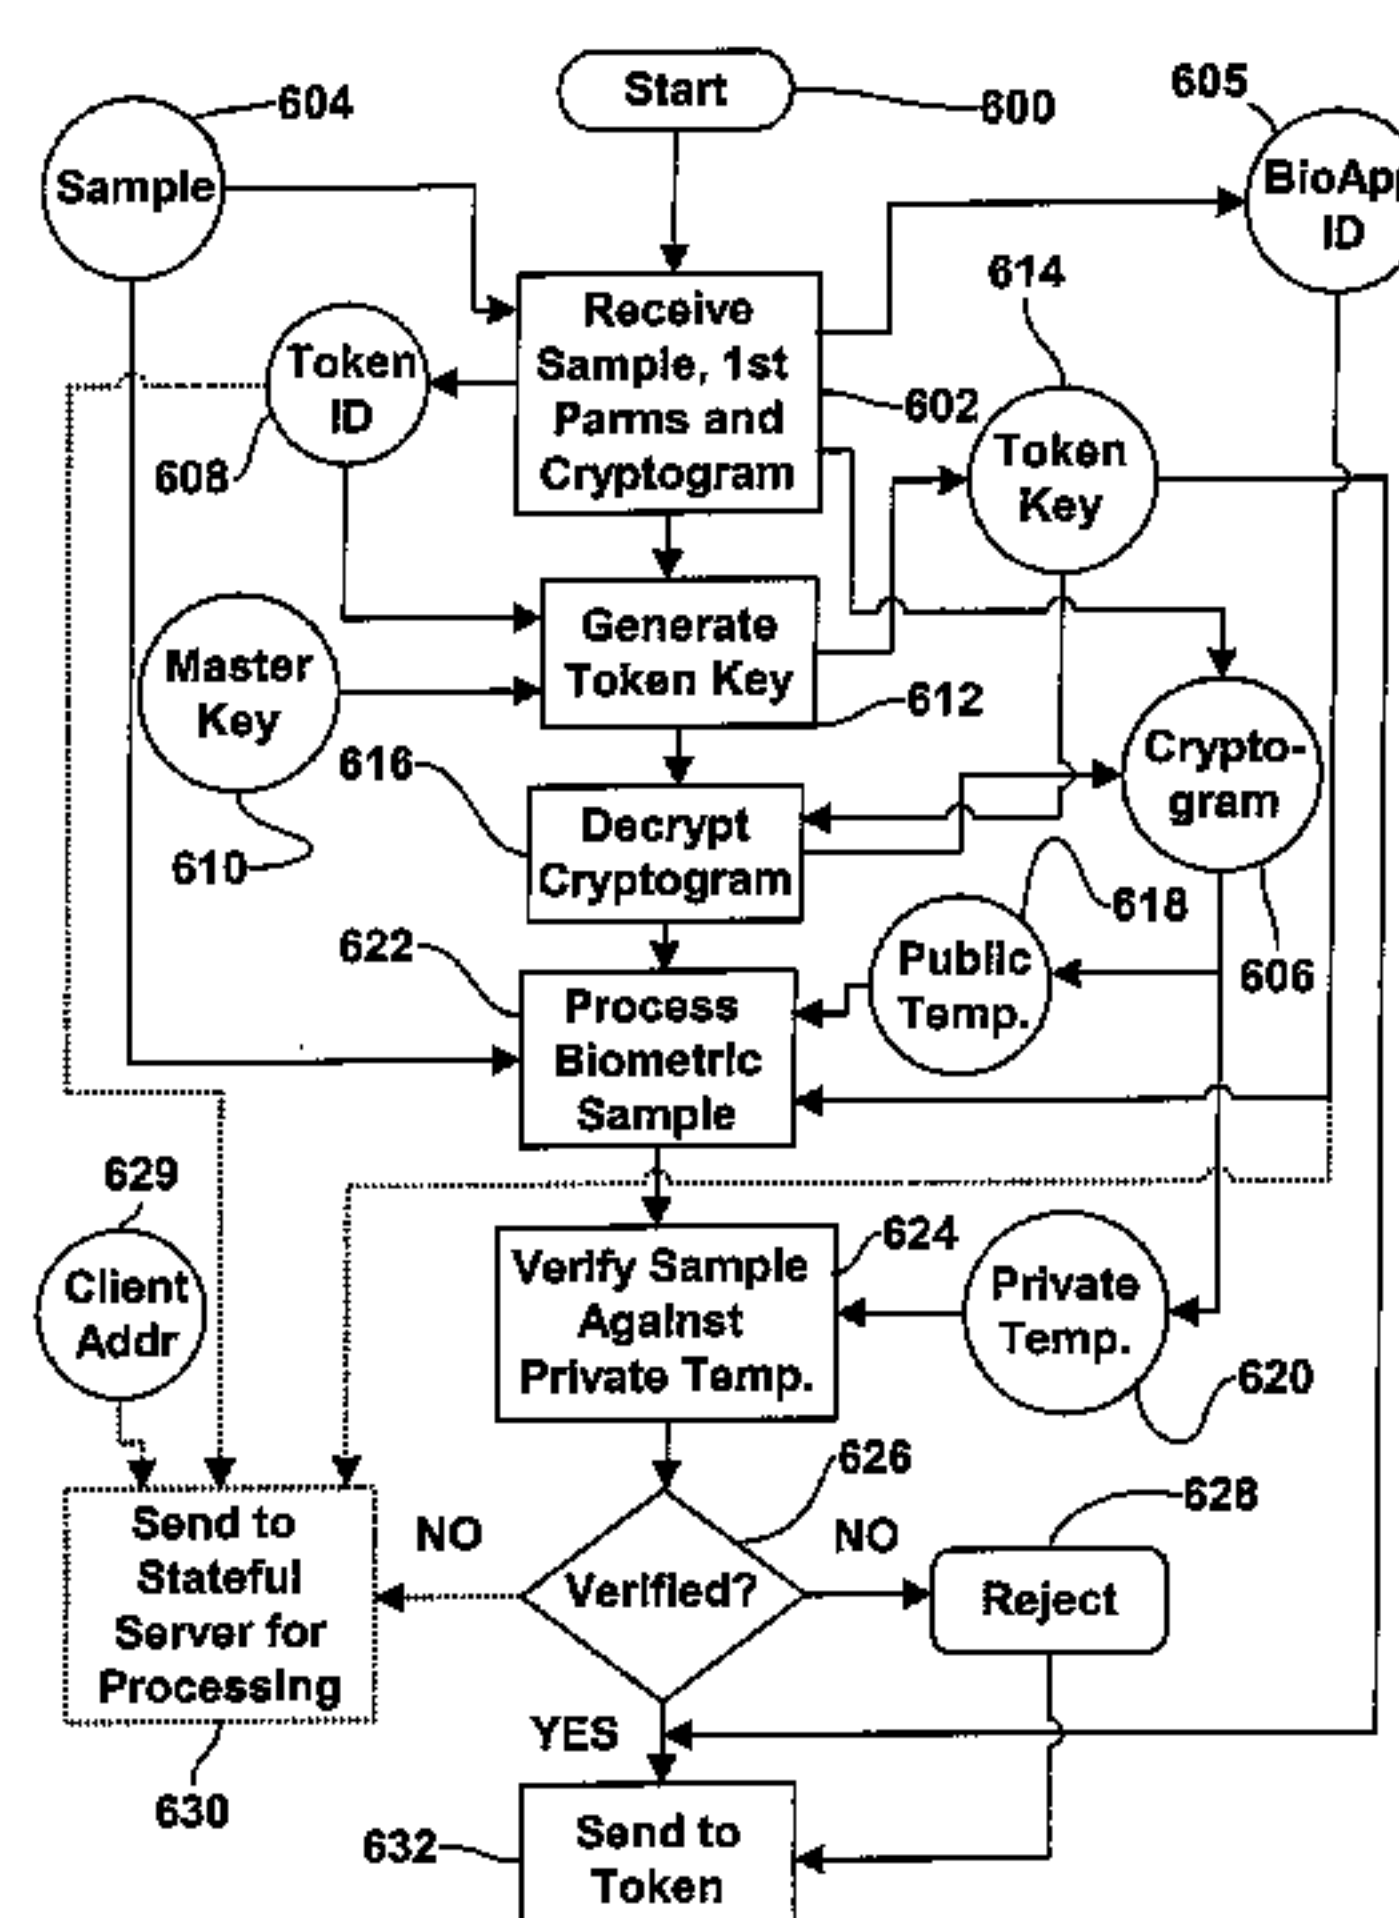 Start
600
604
605
Sample
BioApp
ID
614
Receive
Sample, 1st
Parms and
Cryptogram
602
Token
ID
608
Token
Key
Generate
Token Key
612
Master
Key
610
616
Decrypt
Cryptogram
Crypto-
gram
606
618
Public
Temp.
622
Process
Biometric
Sample
629
Client
Addr
Verify Sample
Against
Private Temp.
624
Private
Temp.
620
626
628
NO
NO
Verified?
Reject
Send to
Stateful
Server for
Processing
630
YES
632
Send to
Token